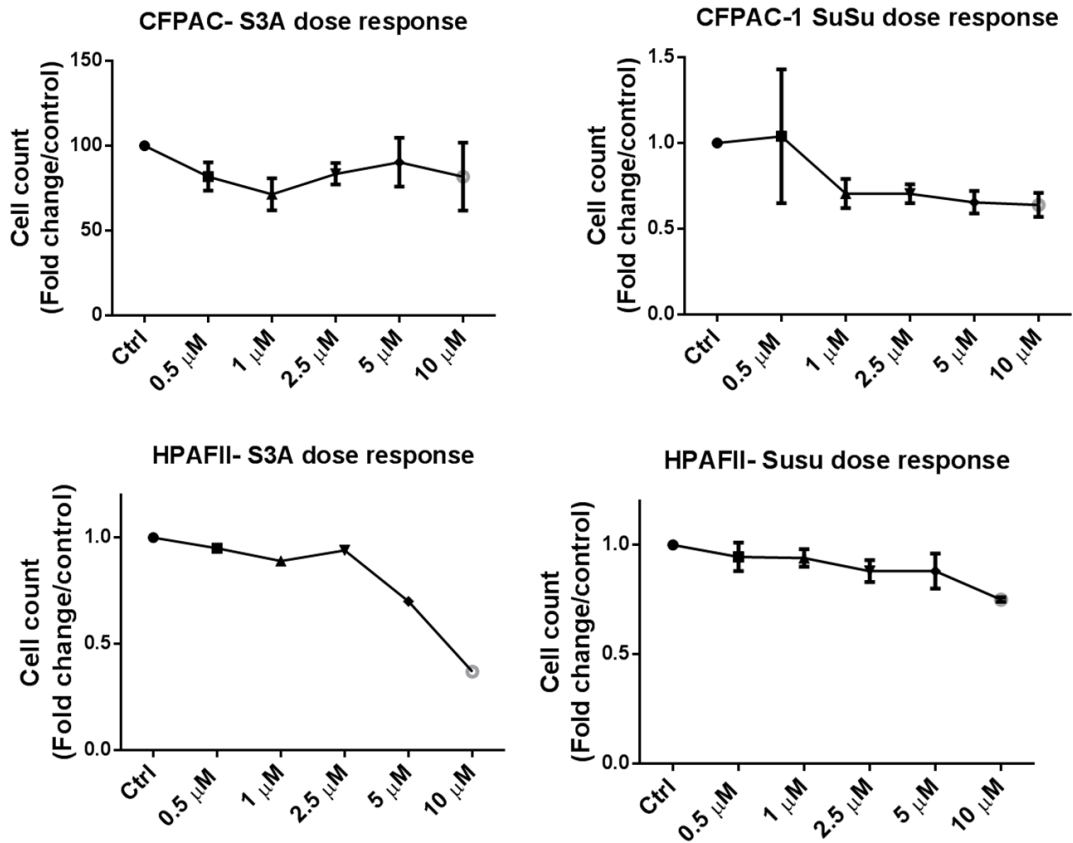 CFPAC- S3A dose response
Cell count
(Fold change/control)
150
100
50
0
Ctrl
0.5 μM
1 μM
2.5 μM
5 μM
10 μM
CFPAC-1 SuSu dose response
Cell count
(Fold change/control)
1.5
1.0
0.5
0.0
Ctrl
0.5 μM
1 μM
2.5 μM
5 μM
10 μM
HPAFII- S3A dose response
Cell count
(Fold change/control)
1.0
0.5
0.0
Ctrl
0.5 μM
1 μM
2.5 μM
5 μM
10 μM
HPAFII- Susu dose response
Cell count
(Fold change/control)
1.0
0.5
0.0
Ctrl
0.5 μM
1 μM
2.5 μM
5 μM
10 μM